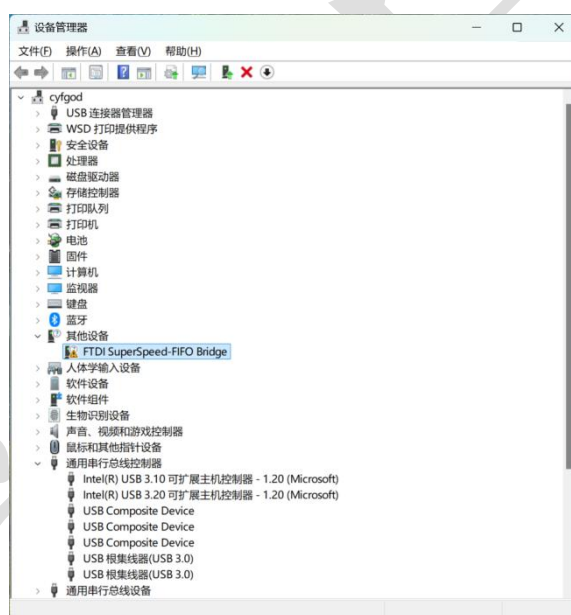 设备管理器
文件(F) 操作(A) 查看(V) 帮助(H)
cyfgod
USB 连接器管理器
WSD 打印提供程序
安全设备
处理器
磁盘驱动器
存储控制器
打印队列
打印机
电池
固件
计算机
监视器
键盘
蓝牙
其他设备
FTDI SuperSpeed-FIFO Bridge
人体学输入设备
软件设备
软件组件
生物识别设备
声音、视频和游戏控制器
鼠标和其他指针设备
通用串行总线控制器
Intel(R) USB 3.10 可扩展主机控制器 - 1.20 (Microsoft)
Intel(R) USB 3.20 可扩展主机控制器 - 1.20 (Microsoft)
USB Composite Device
USB Composite Device
USB Composite Device
USB 根集线器(USB 3.0)
USB 根集线器(USB 3.0)
通用串行总线设备